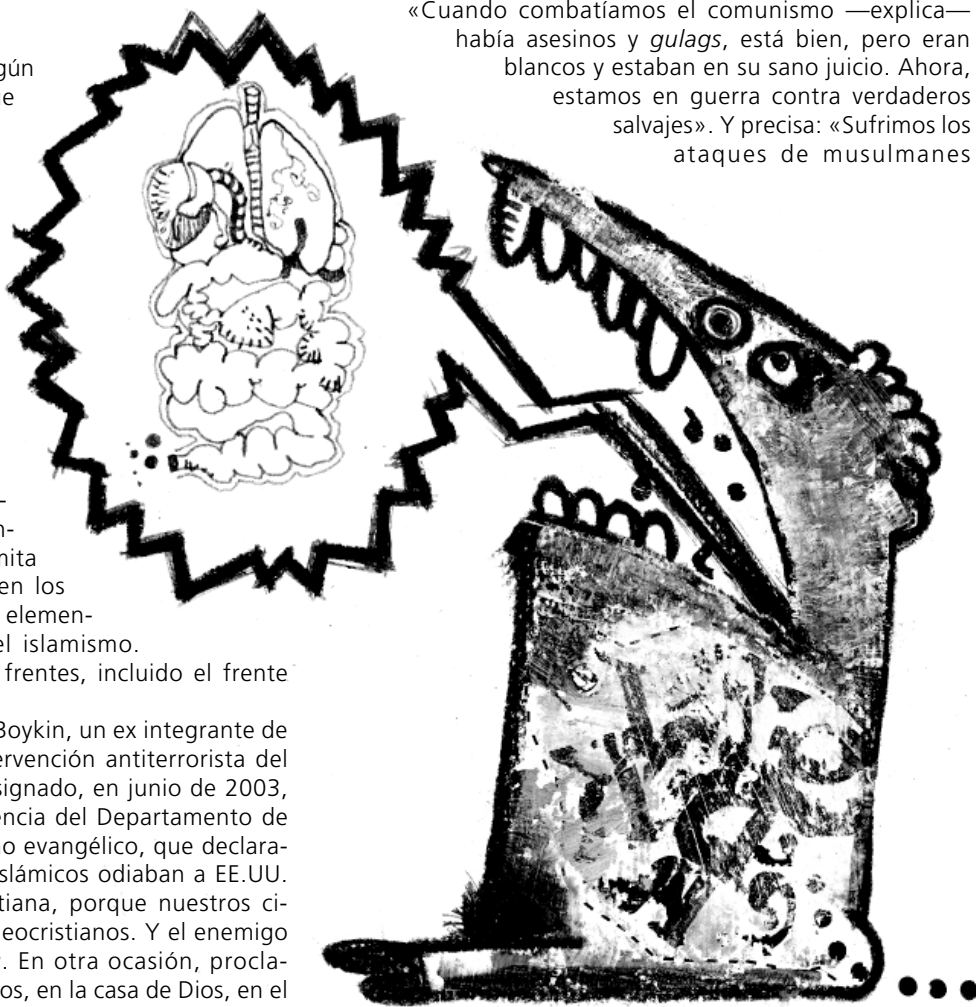 gún
e
n-
mita
en los
elemen-
el islamismo.
frentes, incluido el frente
Boykin, un ex integrante de
ervención antiterrorista del
signado, en junio de 2003,
encia del Departamento de
o evangélico, que declara-
slámicos odiaban a EE.UU.
tiana, porque nuestros ci-
eocristianos. Y el enemigo
. En otra ocasión, procla-
os, en la casa de Dios, en el
«Cuando combatíamos el comunismo —explica—
había asesinos y gulags, está bien, pero eran
blancos y estaban en su sano juicio. Ahora,
estamos en guerra contra verdaderos
salvajes». Y precisa: «Sufrimos los
ataques de musulmanes